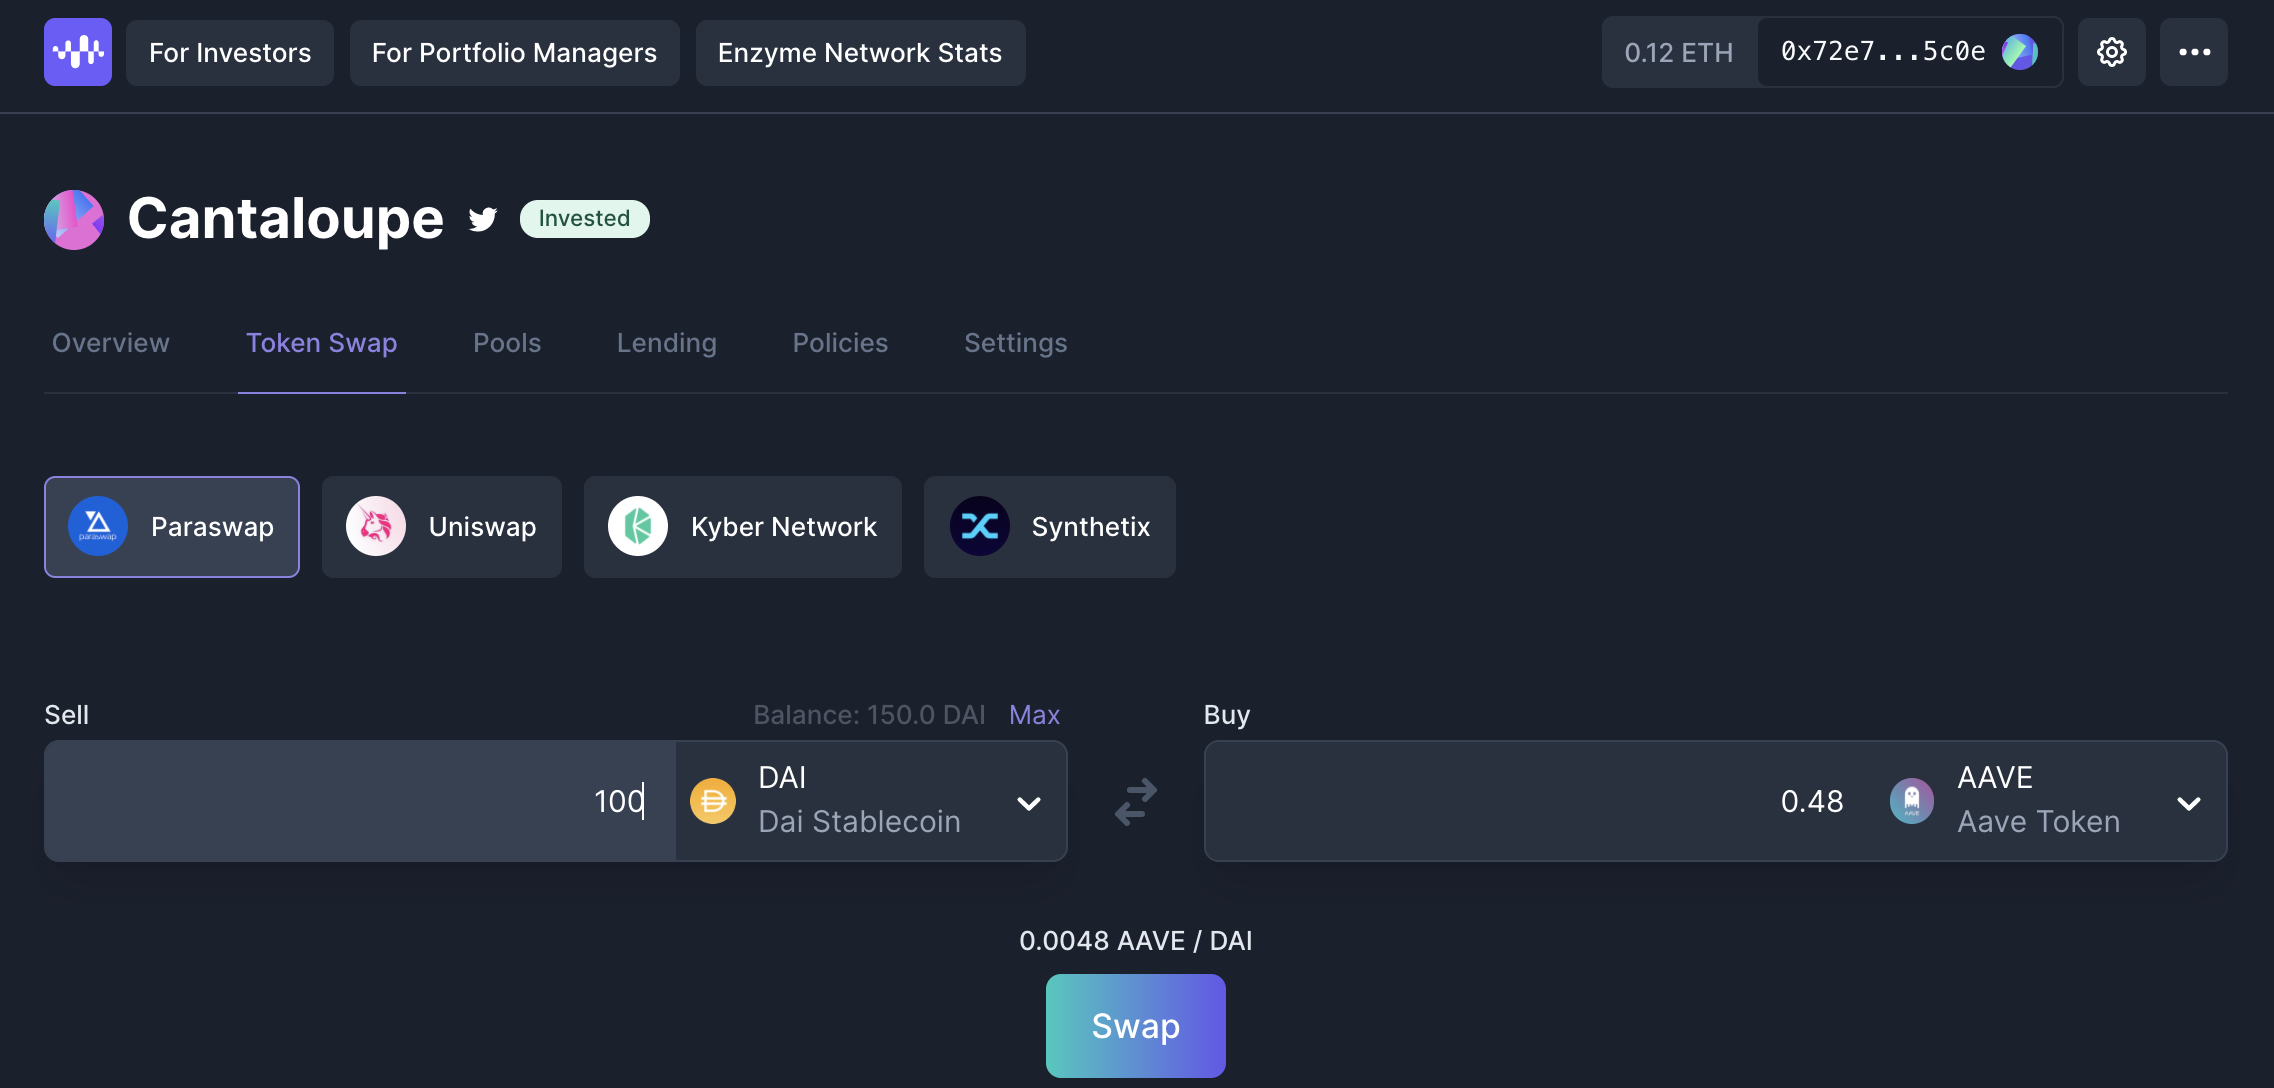 For Investors
For Portfolio Managers
Enzyme Network Stats
0.12 ETH
0x72e7...5c0e
Cantaloupe
Invested
Overview
Token Swap
Pools
Lending
Policies
Settings
paraswap
Paraswap
Uniswap
Kyber Network
Synthetix
Sell
Balance: 150.0 DAI
Max
Buy
100
DAI
Dai Stablecoin
0.48
AAVE
AAVE
Aave Token
0.0048 AAVE / DAI
Swap